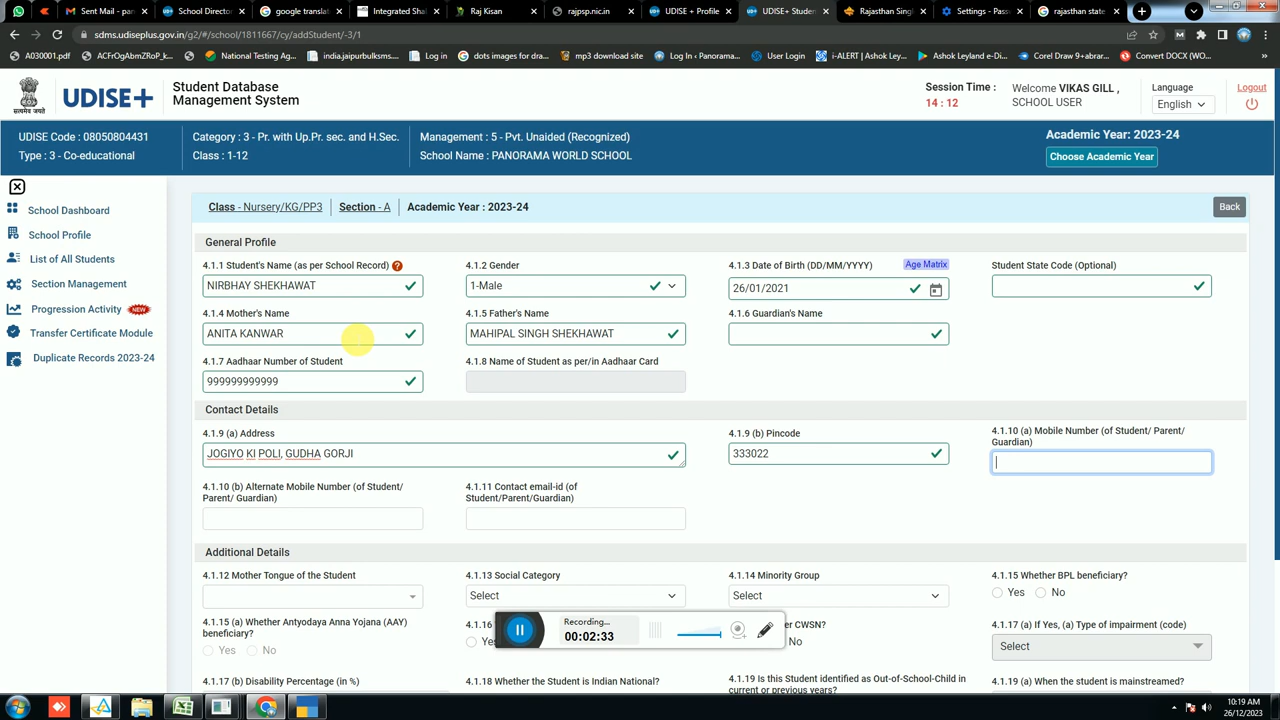 Sent Mail - pan
School Director
google translat
Integrated Shal
Raj Kisan
rajpsp.nic.in
UDISE + Profile
UDISE+ Studen
Rajasthan Sing
Settings - Pass
rajasthan state
sdms.udiseplus.gov.in/g2/#/school/1811667/cy/addStudent/-3/1
A030001.pdf
ACFrOgAbmZRoP_k...
National Testing Ag...
india.jaipurbulksms...
Log in
dots images for dra...
mp3 download site
Log In ‹ Panorama...
User Login
i-ALERT | Ashok Leyla...
Ashok Leyland e-Di...
Corel Draw 9+abrar...
Convert DOCX (WO...
UDISE+
Student Database
Management System
Session Time :
14 : 12
Welcome VIKAS GILL ,
SCHOOL USER
Language
English
Logout
UDISE Code : 08050804431
Type : 3 - Co-educational
Category : 3 - Pr. with Up.Pr. sec. and H.Sec.
Class : 1-12
Management : 5 - Pvt. Unaided (Recognized)
School Name : PANORAMA WORLD SCHOOL
Academic Year: 2023-24
Choose Academic Year
School Dashboard
School Profile
List of All Students
Section Management
Progression Activity NEW
Transfer Certificate Module
Duplicate Records 2023-24
Class - Nursery/KG/PP3 Section - A Academic Year : 2023-24
Back
General Profile
4.1.1 Student's Name (as per School Record) ?
NIRBHAY SHEKHAWAT
4.1.2 Gender
1-Male
4.1.3 Date of Birth (DD/MM/YYYY) Age Matrix
26/01/2021
Student State Code (Optional)
4.1.4 Mother's Name
ANITA KANWAR
4.1.5 Father's Name
MAHIPAL SINGH SHEKHAWAT
4.1.6 Guardian's Name
4.1.7 Aadhaar Number of Student
999999999999
4.1.8 Name of Student as per/in Aadhaar Card
Contact Details
4.1.9 (a) Address
JOGIYO KI POLI, GUDHA GORJI
4.1.9 (b) Pincode
333022
4.1.10 (a) Mobile Number (of Student/ Parent/
Guardian)
4.1.10 (b) Alternate Mobile Number (of Student/
Parent/ Guardian)
4.1.11 Contact email-id (of
Student/Parent/Guardian)
Additional Details
4.1.12 Mother Tongue of the Student
4.1.13 Social Category
Select
4.1.14 Minority Group
Select
4.1.15 Whether BPL beneficiary?
Yes No
4.1.15 (a) Whether Antyodaya Anna Yojana (AAY)
beneficiary?
Yes No
4.1.16
Yes
CWSN?
No
4.1.17 (a) If Yes, (a) Type of impairment (code)
Select
Recording...
00:02:33
4.1.17 (b) Disability Percentage (in %)
4.1.18 Whether the Student is Indian National?
4.1.19 Is this Student identified as Out-of-School-Child in
current or previous years?
4.1.19 (a) When the student is mainstreamed?
10:19 AM
26/12/2023